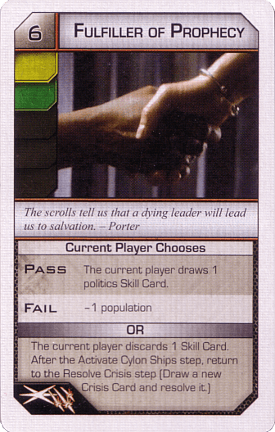 6 FULFILLER OF PROPHECY
The scrolls tell us that a dying leader will lead
us to salvation. – Porter
Current Player Chooses
PASS The current player draws 1
politics Skill Card.
FAIL -1 population
OR
The current player discards 1 Skill Card.
After the Activate Cylon Ships step, return
to the Resolve Crisis step (Draw a new
Crisis Card and resolve it.)